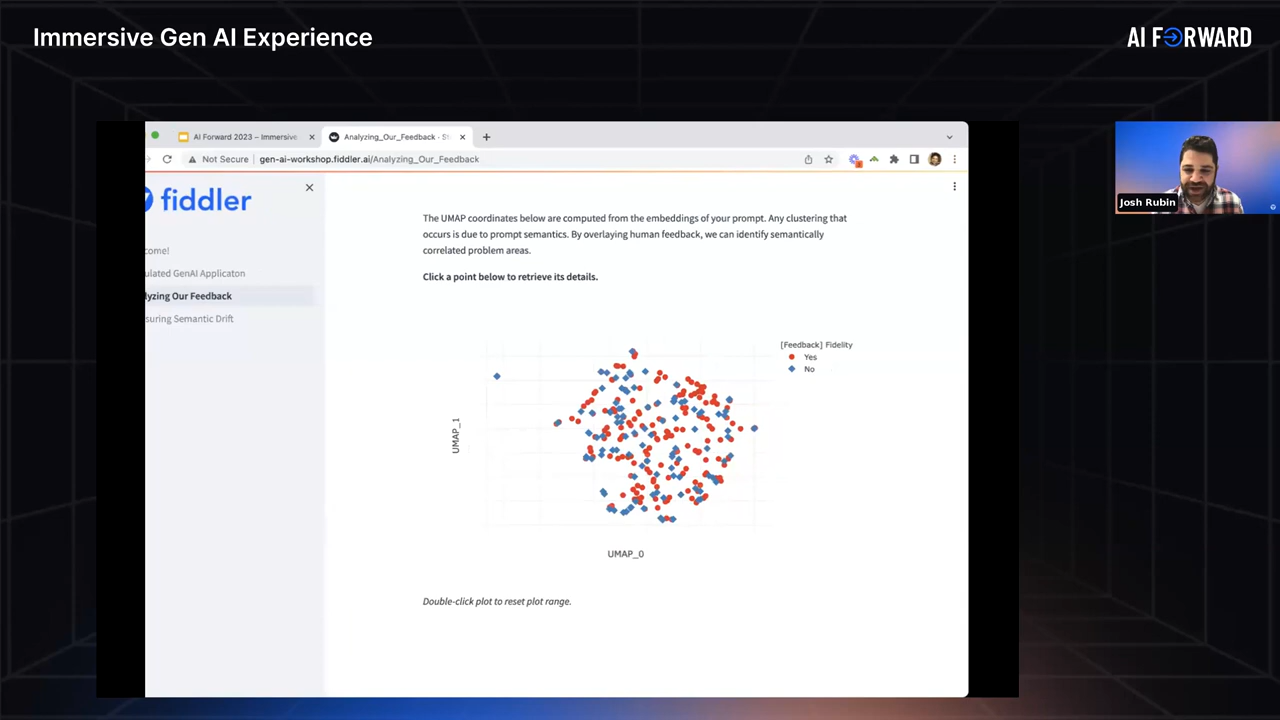 Immersive Gen AI Experience
AI FORWARD
AI Forward 2023 – Immersive
Analyzing_Our_Feedback · St
Not Secure
gen-ai-workshop.fiddler.ai/Analyzing_Our_Feedback
fiddler
come!
ulated GenAI Applicaton
lyzing Our Feedback
suring Semantic Drift
The UMAP coordinates below are computed from the embeddings of your prompt. Any clustering that
occurs is due to prompt semantics. By overlaying human feedback, we can identify semantically
correlated problem areas.
Click a point below to retrieve its details.
[Feedback] Fidelity
Yes
No
UMAP_1
UMAP_0
Double-click plot to reset plot range.
Josh Rubin